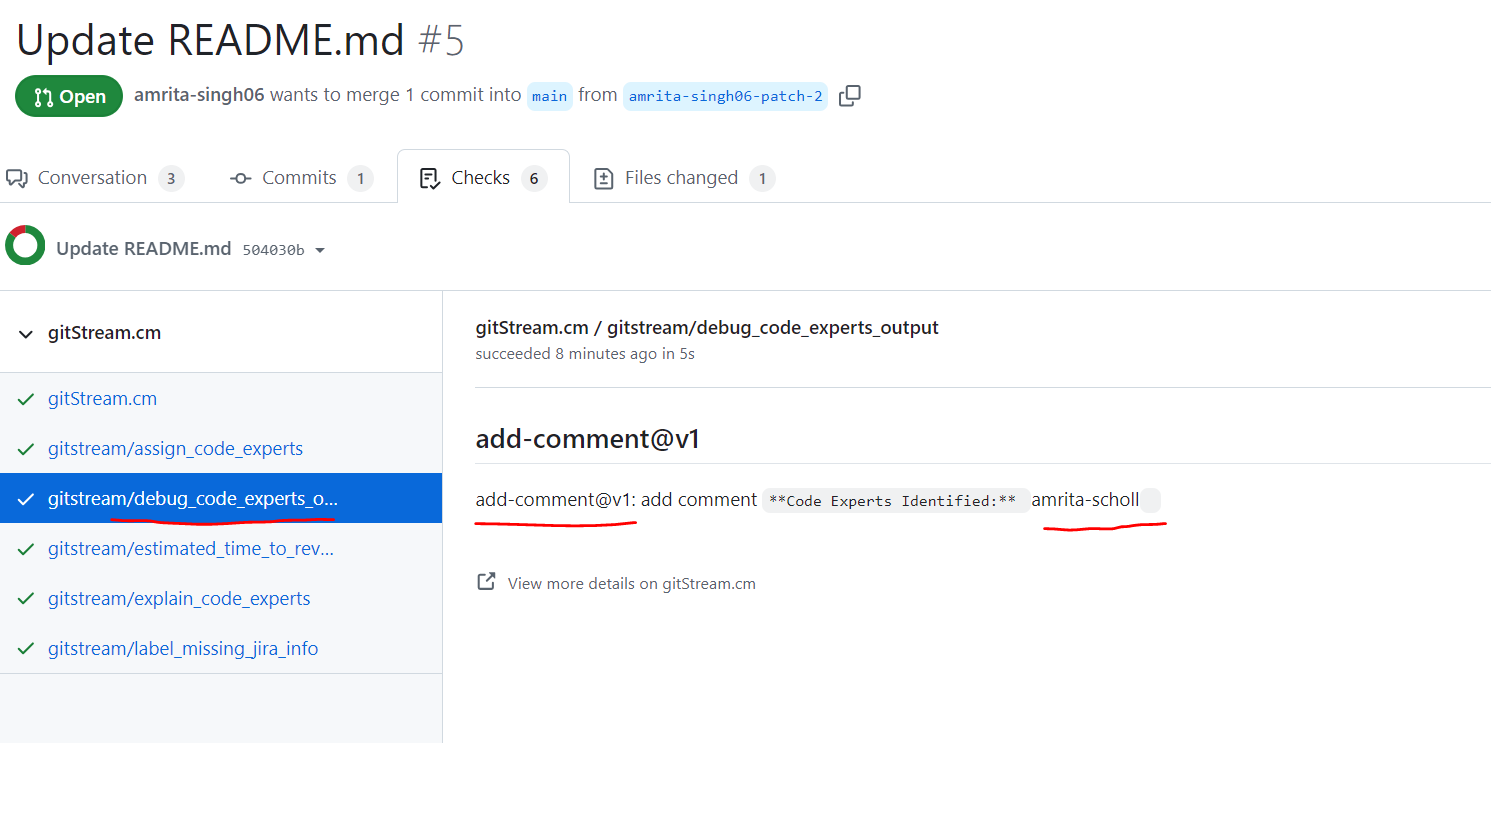 Update README.md #5
Open amrita-singh06 wants to merge 1 commit into main from amrita-singh06-patch-2
Conversation 3 Commits 1 Checks 6 Files changed 1
Update README.md 504030b
gitStream.cm
gitStream.cm
gitstream/assign_code_experts
gitstream/debug_code_experts_o...
gitstream/estimated_time_to_rev...
gitstream/explain_code_experts
gitstream/label_missing_jira_info
gitStream.cm / gitstream/debug_code_experts_output
succeeded 8 minutes ago in 5s
add-comment@v1
add-comment@v1: add comment **Code Experts Identified:** amrita-scholl
View more details on gitStream.cm